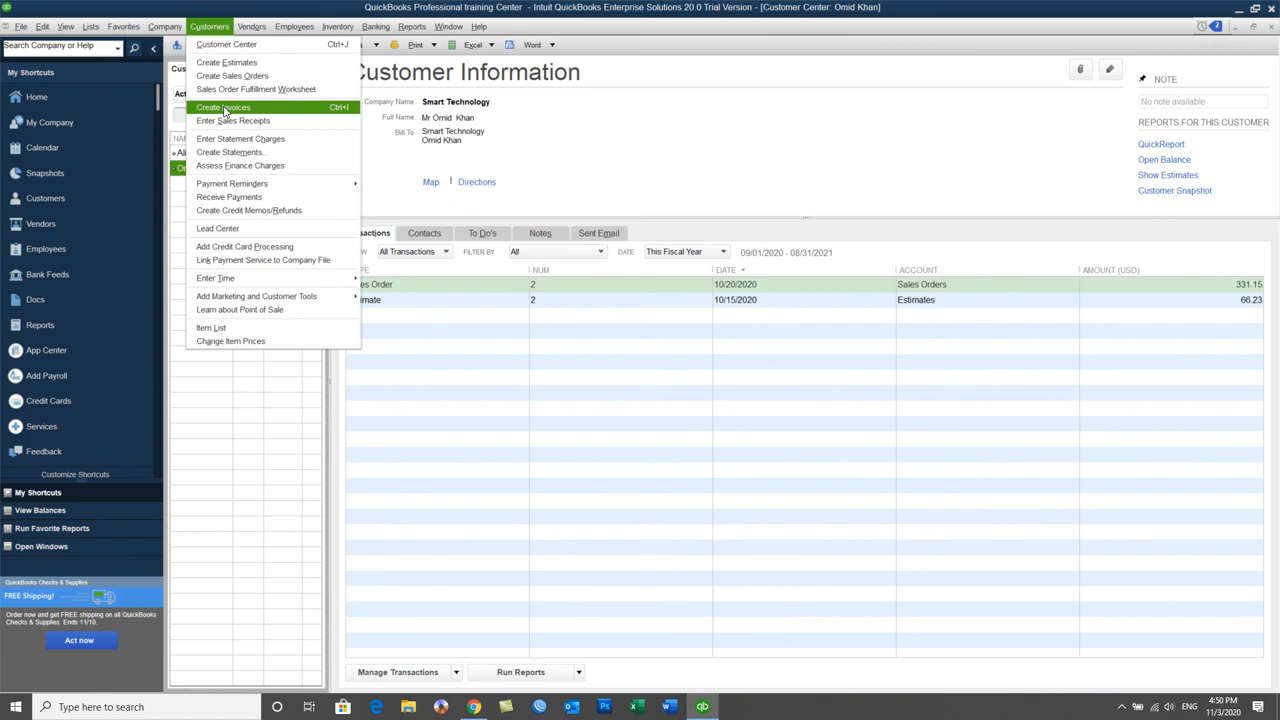 QuickBooks Professional training Center - Intuit QuickBooks Enterprise Solutions 20.0 Trial Version - [Customer Center: Omid Khan]
File Edit View Lists Favorites Company Customers Vendors Employees Inventory Banking Reports Window Help 2
Search Company or Help
Print Excel Word
My Shortcuts
Home
My Company
Calendar
Snapshots
Customers
Vendors
Employees
Bank Feeds
Docs
Reports
App Center
Add Payroll
Credit Cards
Services
Feedback
Customize Shortcuts
My Shortcuts
View Balances
Run Favorite Reports
Open Windows
QuickBooks Checks & Supplies
FREE Shipping!
Order now and get FREE shipping on all QuickBooks
Checks & Supplies. Ends 11/10.
Act now
Customer Center Ctrl+J
Create Estimates
Create Sales Orders
Sales Order Fulfillment Worksheet
Create Invoices Ctrl+I
Enter Sales Receipts
Enter Statement Charges
Create Statements...
Assess Finance Charges
Payment Reminders
Receive Payments
Create Credit Memos/Refunds
Lead Center
Add Credit Card Processing
Link Payment Service to Company File
Enter Time
Add Marketing and Customer Tools
Learn about Point of Sale
Item List
Change Item Prices
Customer Information
Company Name Smart Technology
Full Name Mr Omid Khan
Bill To Smart Technology
Omid Khan
Map Directions
NOTE
No note available
REPORTS FOR THIS CUSTOMER
QuickReport
Open Balance
Show Estimates
Customer Snapshot
Contacts To Do's Notes Sent Email
All Transactions FILTER BY All DATE This Fiscal Year 09/01/2020 - 08/31/2021
NUM DATE ACCOUNT AMOUNT (USD)
Order 2 10/20/2020 Sales Orders 331.15
2 10/15/2020 Estimates 66.23
Manage Transactions Run Reports
Type here to search
ENG 4:50 PM
11/3/2020